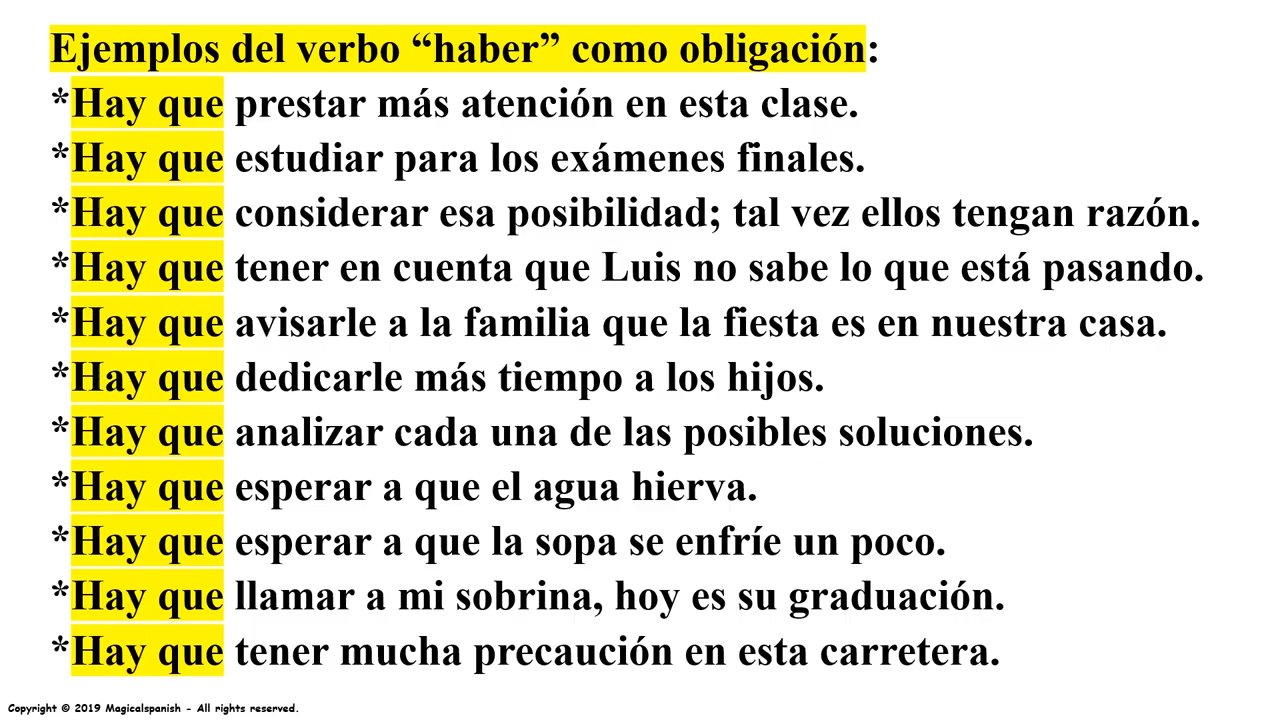 Ejemplos del verbo “haber” como obligación:
*Hay que prestar más atención en esta clase.
*Hay que estudiar para los exámenes finales.
*Hay que considerar esa posibilidad; tal vez ellos tengan razón.
*Hay que tener en cuenta que Luis no sabe lo que está pasando.
*Hay que avisarle a la familia que la fiesta es en nuestra casa.
*Hay que dedicarle más tiempo a los hijos.
*Hay que analizar cada una de las posibles soluciones.
*Hay que esperar a que el agua hierva.
*Hay que esperar a que la sopa se enfríe un poco.
*Hay que llamar a mi sobrina, hoy es su graduación.
*Hay que tener mucha precaución en esta carretera.
Copyright © 2019 Magicalspanish - All rights reserved.